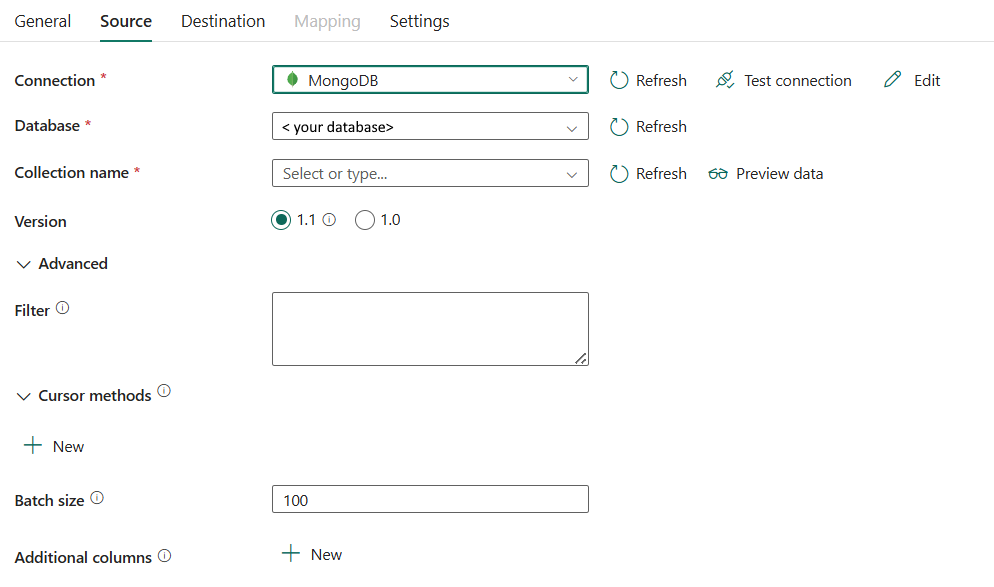 General Source Destination Mapping Settings
Connection * MongoDB Refresh Test connection Edit
Database * < your database> Refresh
Collection name * Select or type... Refresh Preview data
Version 1.1 1.0
Advanced
Filter
Cursor methods
New
Batch size 100
Additional columns New